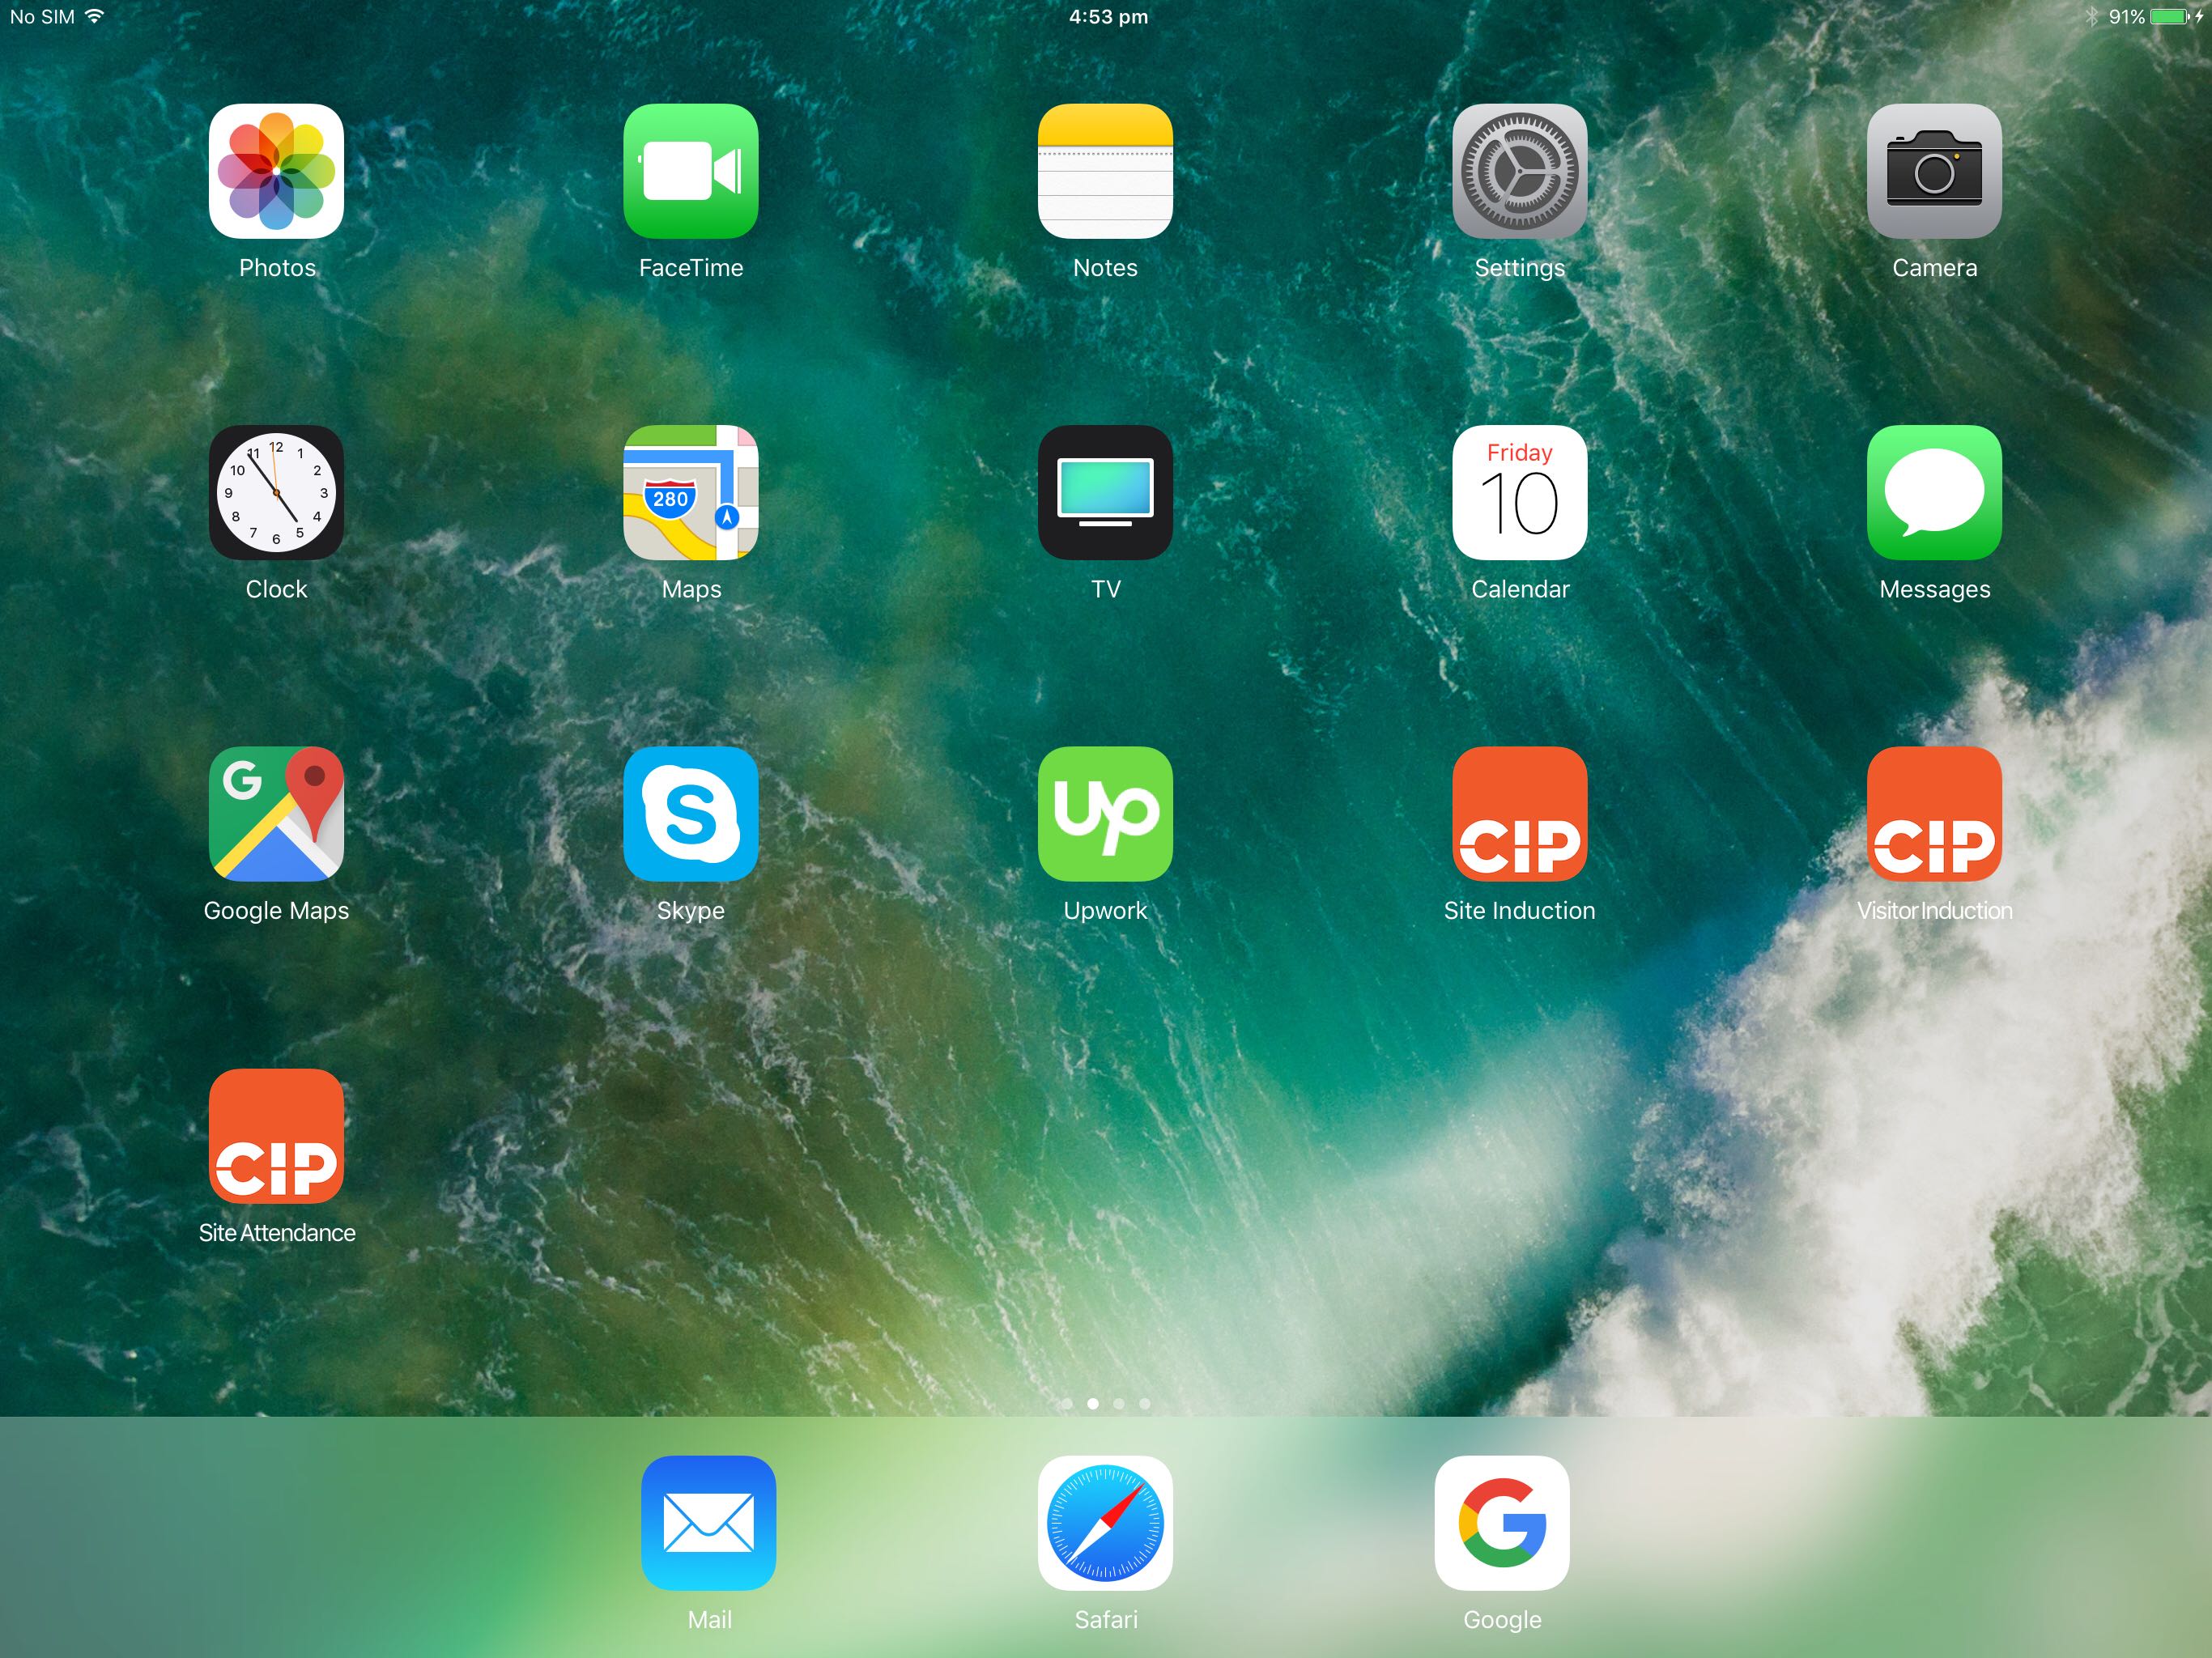 No SIM 4:53 pm 91%
Photos FaceTime Notes Settings Camera
12
11 1
10 2
9 3
8 4
7 5
6
280
Friday
10
Clock Maps TV Calendar Messages
G S Up CIP CIP
Google Maps Skype Upwork Site Induction Visitor Induction
CIP
Site Attendance
G
Mail Safari Google